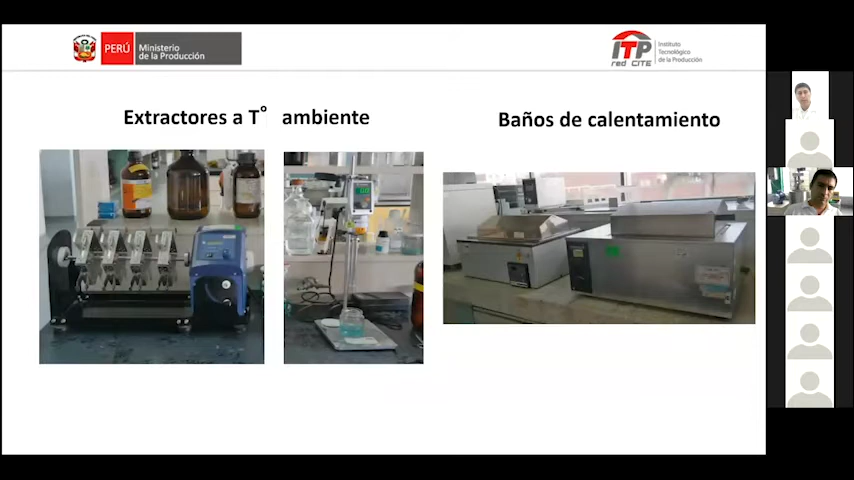 PERÚ
Ministerio
de la Producción
ITP
red CITE
Instituto
Tecnológico
de la Producción
Extractores a T° ambiente
Baños de calentamiento